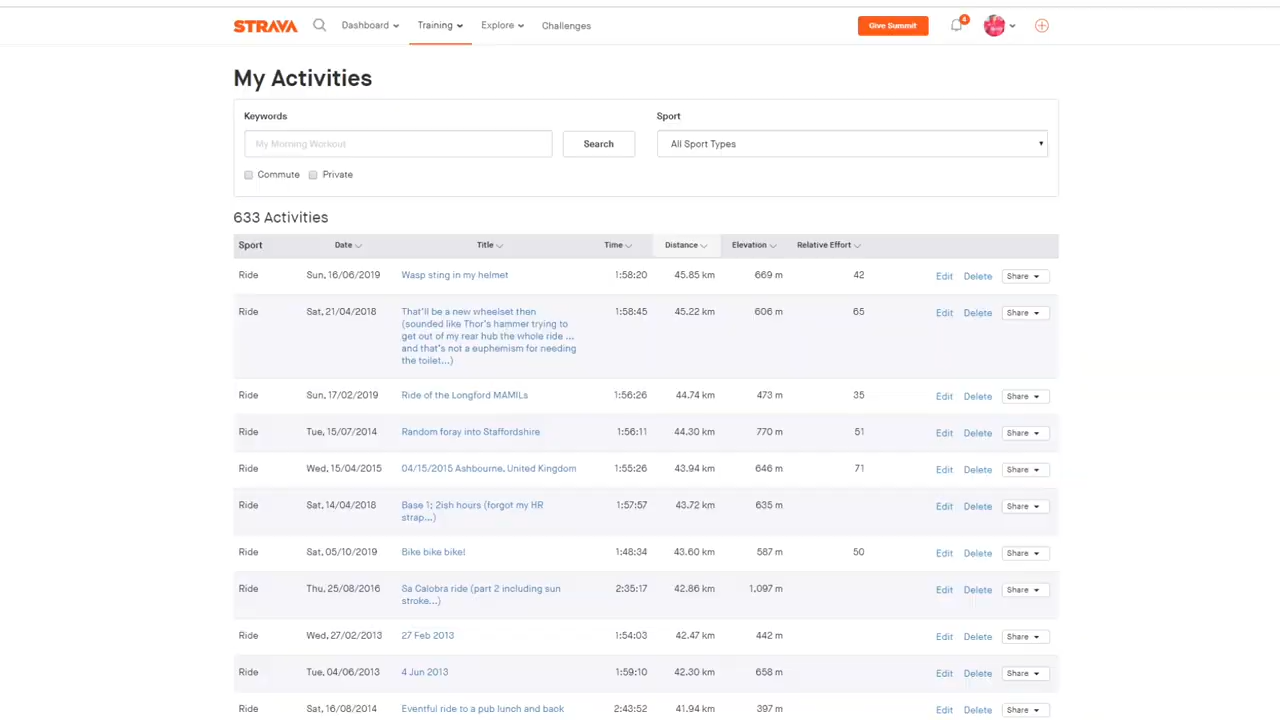 STRAVA Dashboard Training Explore Challenges Give Summit 4
My Activities
Keywords Sport
My Morning Workout Search All Sport Types
Commute Private
633 Activities
Sport Date Title Time Distance Elevation Relative Effort
Ride Sun, 16/06/2019 Wasp sting in my helmet 1:58:20 45.85 km 669 m 42 Edit Delete Share
Ride Sat, 21/04/2018 That'll be a new wheelset then 1:58:45 45.22 km 606 m 65 Edit Delete Share
(sounded like Thor's hammer trying to
get out of my rear hub the whole ride ...
and that's not a euphemism for needing
the toilet...)
Ride Sun, 17/02/2019 Ride of the Longford MAMILs 1:56:26 44.74 km 473 m 35 Edit Delete Share
Ride Tue, 15/07/2014 Random foray into Staffordshire 1:56:11 44.30 km 770 m 51 Edit Delete Share
Ride Wed, 15/04/2015 04/15/2015 Ashbourne, United Kingdom 1:55:26 43.94 km 646 m 71 Edit Delete Share
Ride Sat, 14/04/2018 Base 1; 2ish hours (forgot my HR 1:57:57 43.72 km 635 m Edit Delete Share
strap...)
Ride Sat, 05/10/2019 Bike bike bike! 1:48:34 43.60 km 587 m 50 Edit Delete Share
Ride Thu, 25/08/2016 Sa Calobra ride (part 2 including sun 2:35:17 42.86 km 1,097 m Edit Delete Share
stroke...)
Ride Wed, 27/02/2013 27 Feb 2013 1:54:03 42.47 km 442 m Edit Delete Share
Ride Tue, 04/06/2013 4 Jun 2013 1:59:10 42.30 km 658 m Edit Delete Share
Ride Sat, 16/08/2014 Eventful ride to a pub lunch and back 2:43:52 41.94 km 397 m Edit Delete Share